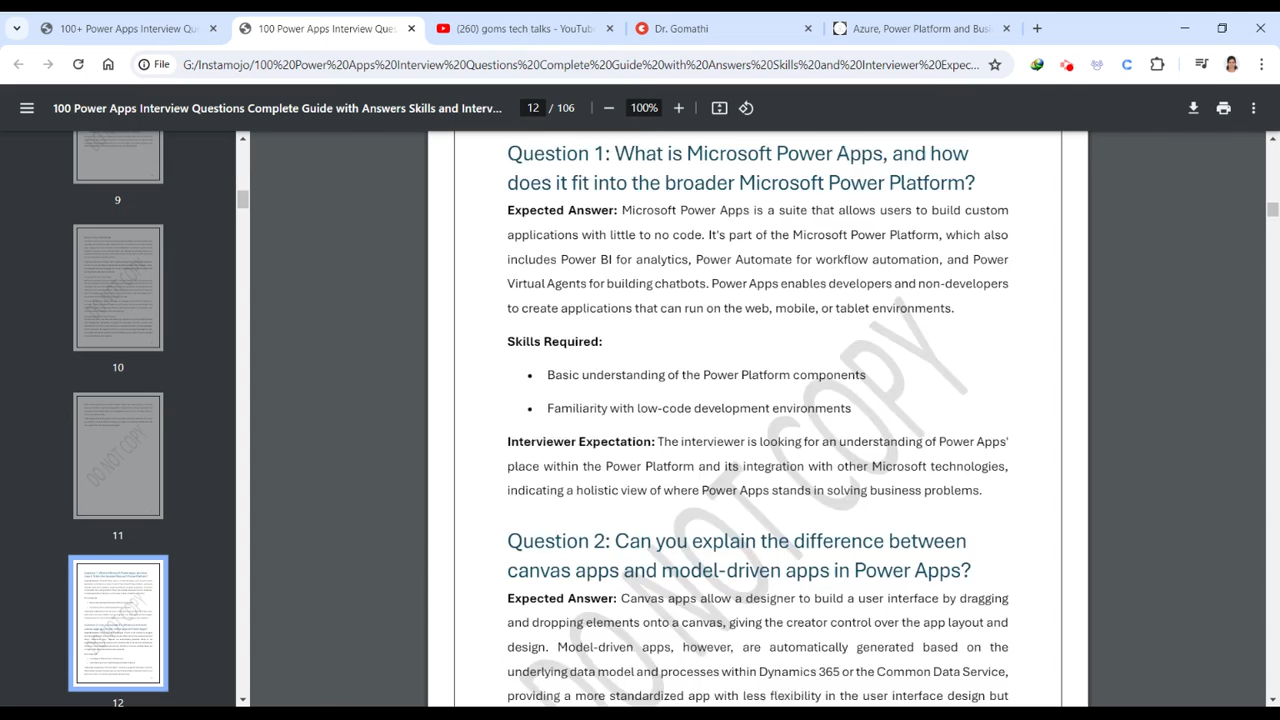 100+ Power Apps Interview Qu
100 Power Apps Interview Ques
(260) goms tech talks - YouTube
Dr. Gomathi
Azure, Power Platform and Busi
File
G:/Instamojo/100%20Power%20Apps%20Interview%20Questions%20Complete%20Guide%20with%20Answers%20Skills%20and%20Interviewer%20Expec...
100 Power Apps Interview Questions Complete Guide with Answers Skills and Interv...
12 / 106
100%
9
10
11
12
Question 1: What is Microsoft Power Apps, and how
does it fit into the broader Microsoft Power Platform?
Expected Answer: Microsoft Power Apps is a suite that allows users to build custom
applications with little to no code. It's part of the Microsoft Power Platform, which also
includes Power BI for analytics, Power Automate for workflow automation, and Power
Virtual Agents for building chatbots. Power Apps enables developers and non-developers
to create applications that can run on the web, mobile, or tablet environments.
Skills Required:
• Basic understanding of the Power Platform components
• Familiarity with low-code development environments
Interviewer Expectation: The interviewer is looking for an understanding of Power Apps'
place within the Power Platform and its integration with other Microsoft technologies,
indicating a holistic view of where Power Apps stands in solving business problems.
Question 2: Can you explain the difference between
canvas apps and model-driven apps in Power Apps?
Expected Answer: Canvas apps allow a designer to build a user interface by dragging
and dropping elements onto a canvas, giving the creator control over the app layout and
design. Model-driven apps, however, are automatically generated based on the
underlying data model and processes within Dynamics 365 or the Common Data Service,
providing a more standardized app with less flexibility in the user interface design but
DO NOT COPY